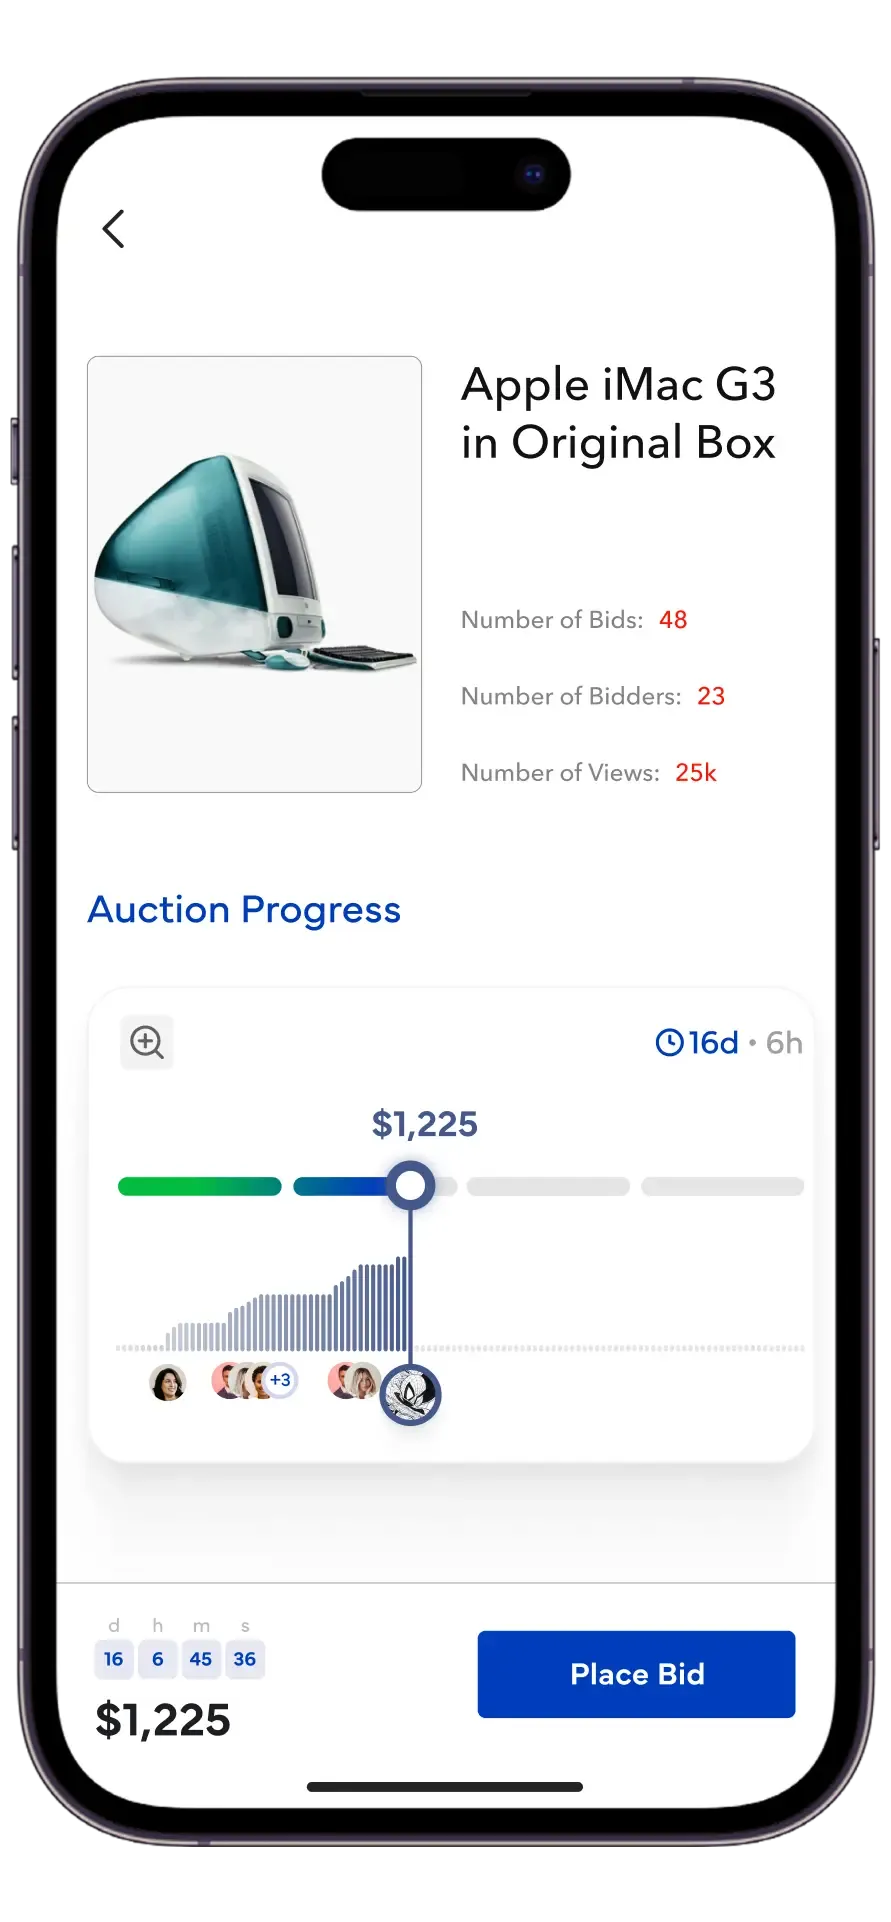 Apple iMac G3
in Original Box
Number of Bids: 48
Number of Bidders: 23
Number of Views: 25k
Auction Progress
16d • 6h
$1,225
+3
d h m s
16 6 45 36
$1,225
Place Bid